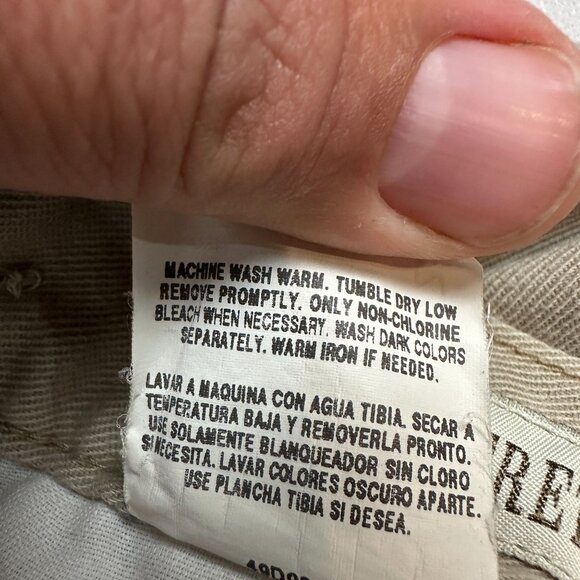 MACHINE WASH WARM. TUMBLE DRY LOW
REMOVE PROMPTLY. ONLY NON-CHLORINE
BLEACH WHEN NECESSARY. WASH DARK COLORS
SEPARATELY. WARM IRON IF NEEDED.
LAVAR A MAQUINA CON AGUA TIBIA. SECAR A
TEMPERATURA BAJA Y REMOVERLA PRONTO.
USE SOLAMENTE BLANQUEADOR SIN CLORO
SI NECESITA. LAVAR COLORES OSCURO APARTE.
USE PLANCHA TIBIA SI DESEA.